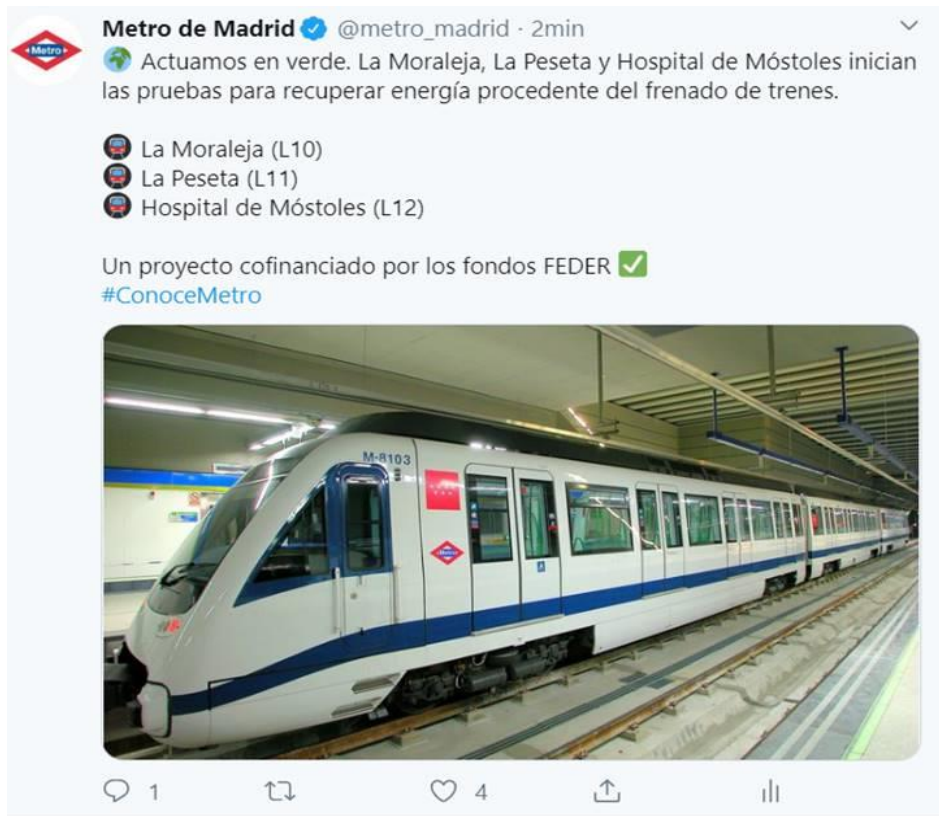 Metro de Madrid @metro_madrid · 2min
Actuamos en verde. La Moraleja, La Peseta y Hospital de Móstoles inician
las pruebas para recuperar energía procedente del frenado de trenes.
La Moraleja (L10)
La Peseta (L11)
Hospital de Móstoles (L12)
Un proyecto cofinanciado por los fondos FEDER
#ConoceMetro
Metro
M-8103
Metro
1
4